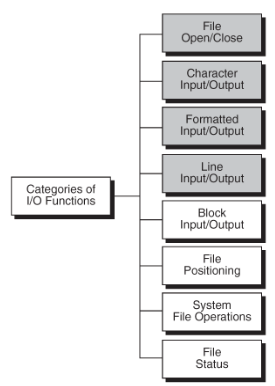 File
Open/Close
Character
Input/Output
Formatted
Input/Output
Line
Input/Output
Categories of
I/O Functions
Block
Input/Output
File
Positioning
System
File Operations
File
Status